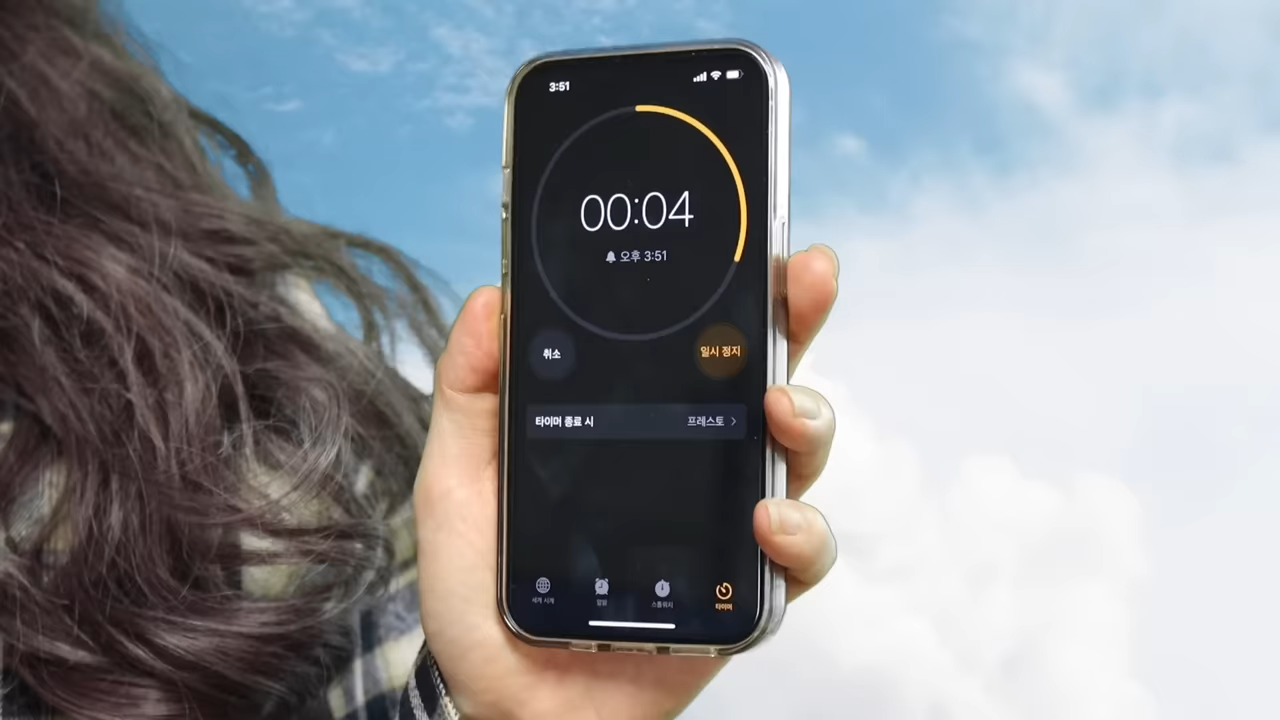 3:51
00:04
오후 3:51
취소
일시 정지
타이머 종료 시 프레스토
세계 시계 알람 스톱워치 타이머